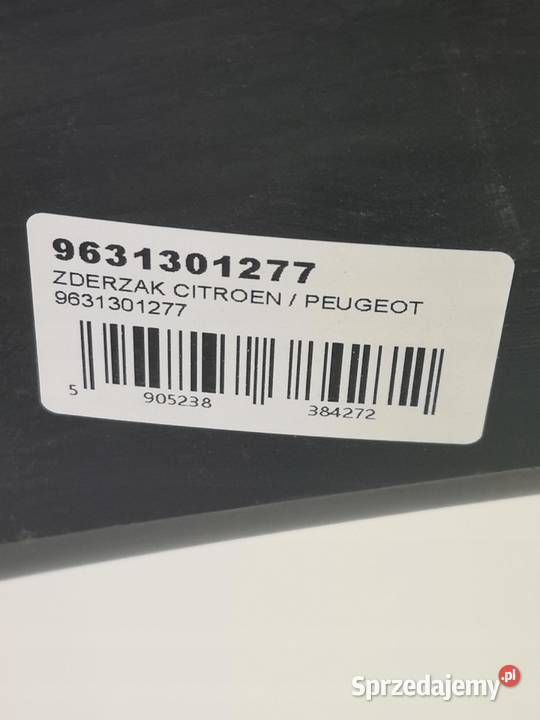 9631301277
ZDERZAK CITROEN / PEUGEOT
9631301277
5 905238 384272
Sprzedajemy.pl